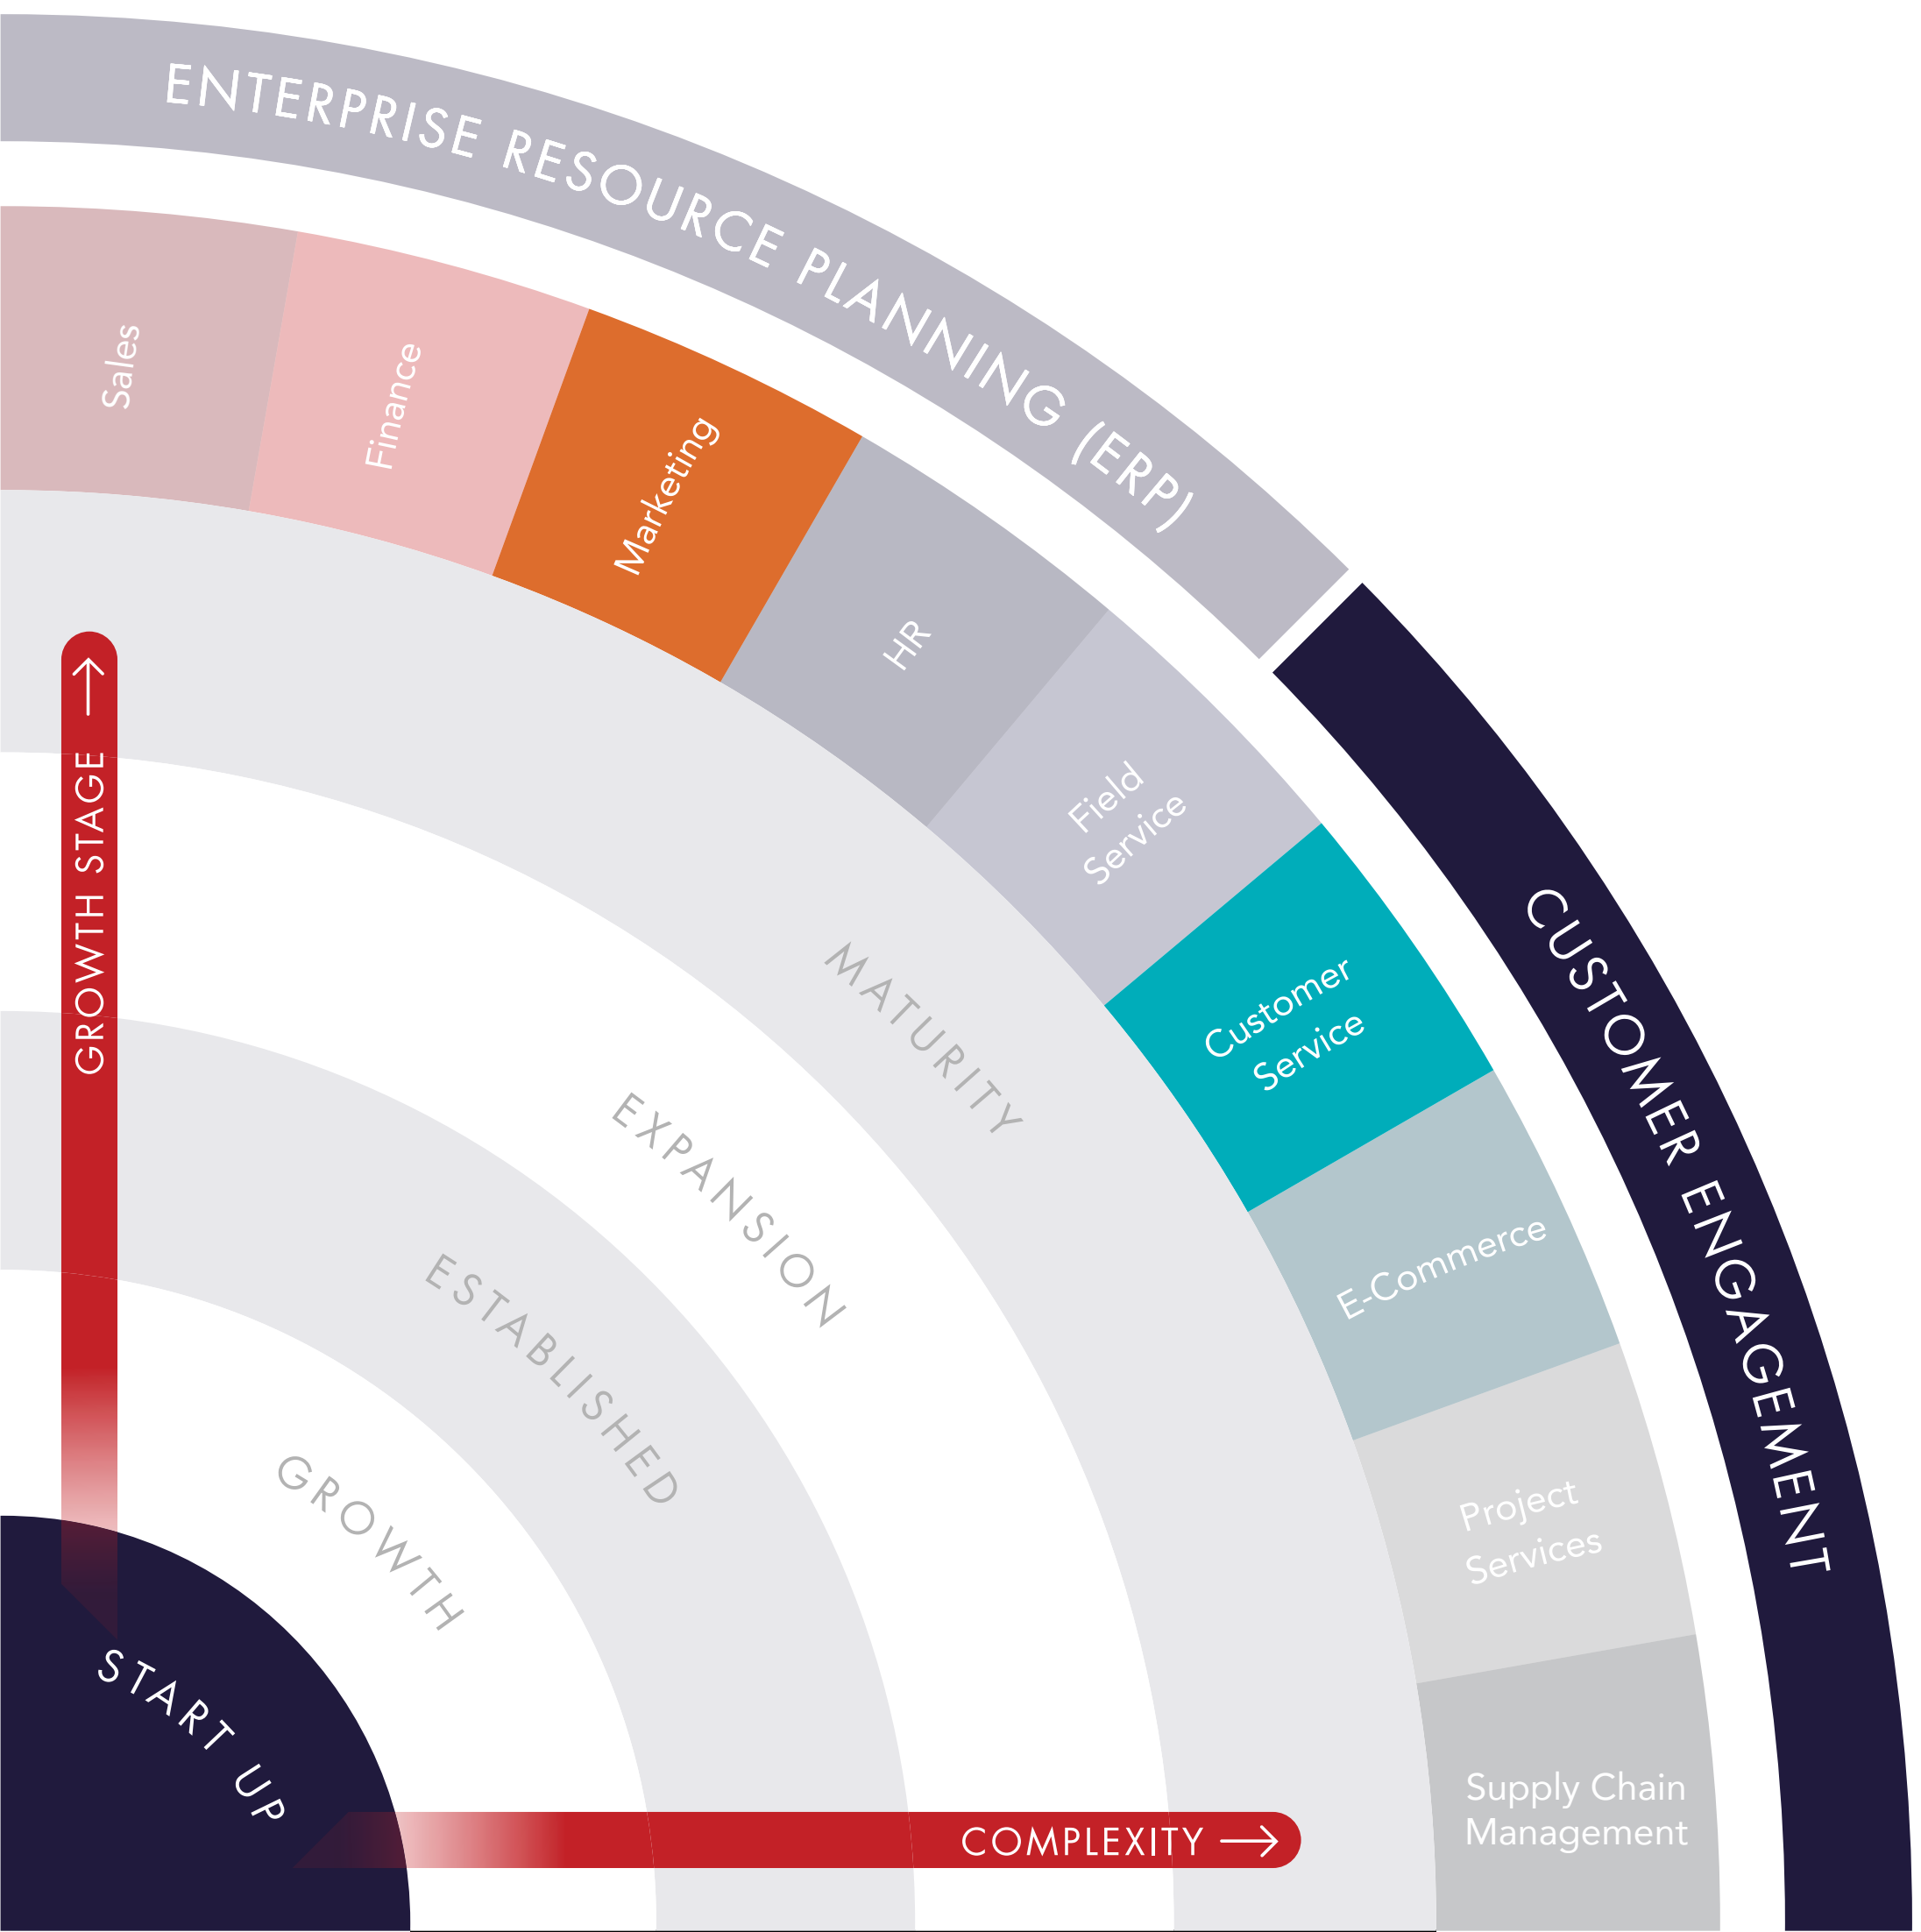 ENTERPRISE RESOURCE PLANNING (ERP)
CUSTOMER ENGAGEMENT
Sales
Finance
Marketing
HR
Field
Service
Customer
Service
E-Commerce
Project
Services
Supply Chain
Management
MATURITY
EXPANSION
ESTABLISHED
GROWTH
START UP
GROWTH STAGE
COMPLEXITY